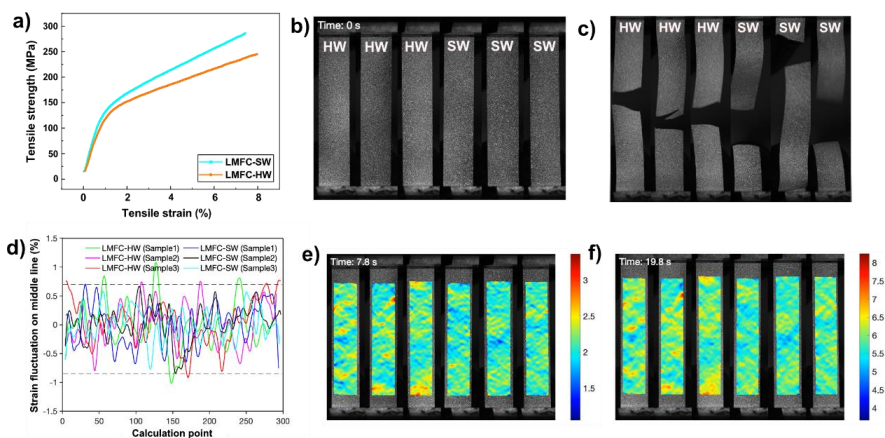 a)
Tensile strength (MPa)
300
250
200
150
100
50
0
0
2
4
6
8
Tensile strain (%)
LMFC-SW
LMFC-HW
b)
Time: 0 s
HW HW HW SW SW SW
c)
HW HW HW SW SW SW
d)
Strain fluctuation on middle line (%)
1.5
1
0.5
0
-0.5
-1
-1.5
0 50 100 150 200 250 300
Calculation point
LMFC-HW (Sample1) LMFC-SW (Sample1)
LMFC-HW (Sample2) LMFC-SW (Sample2)
LMFC-HW (Sample3) LMFC-SW (Sample3)
e)
Time: 7.8 s
3
2.5
2
1.5
1
f)
Time: 19.8 s
8
7.5
7
6.5
6
5.5
5
4.5
4